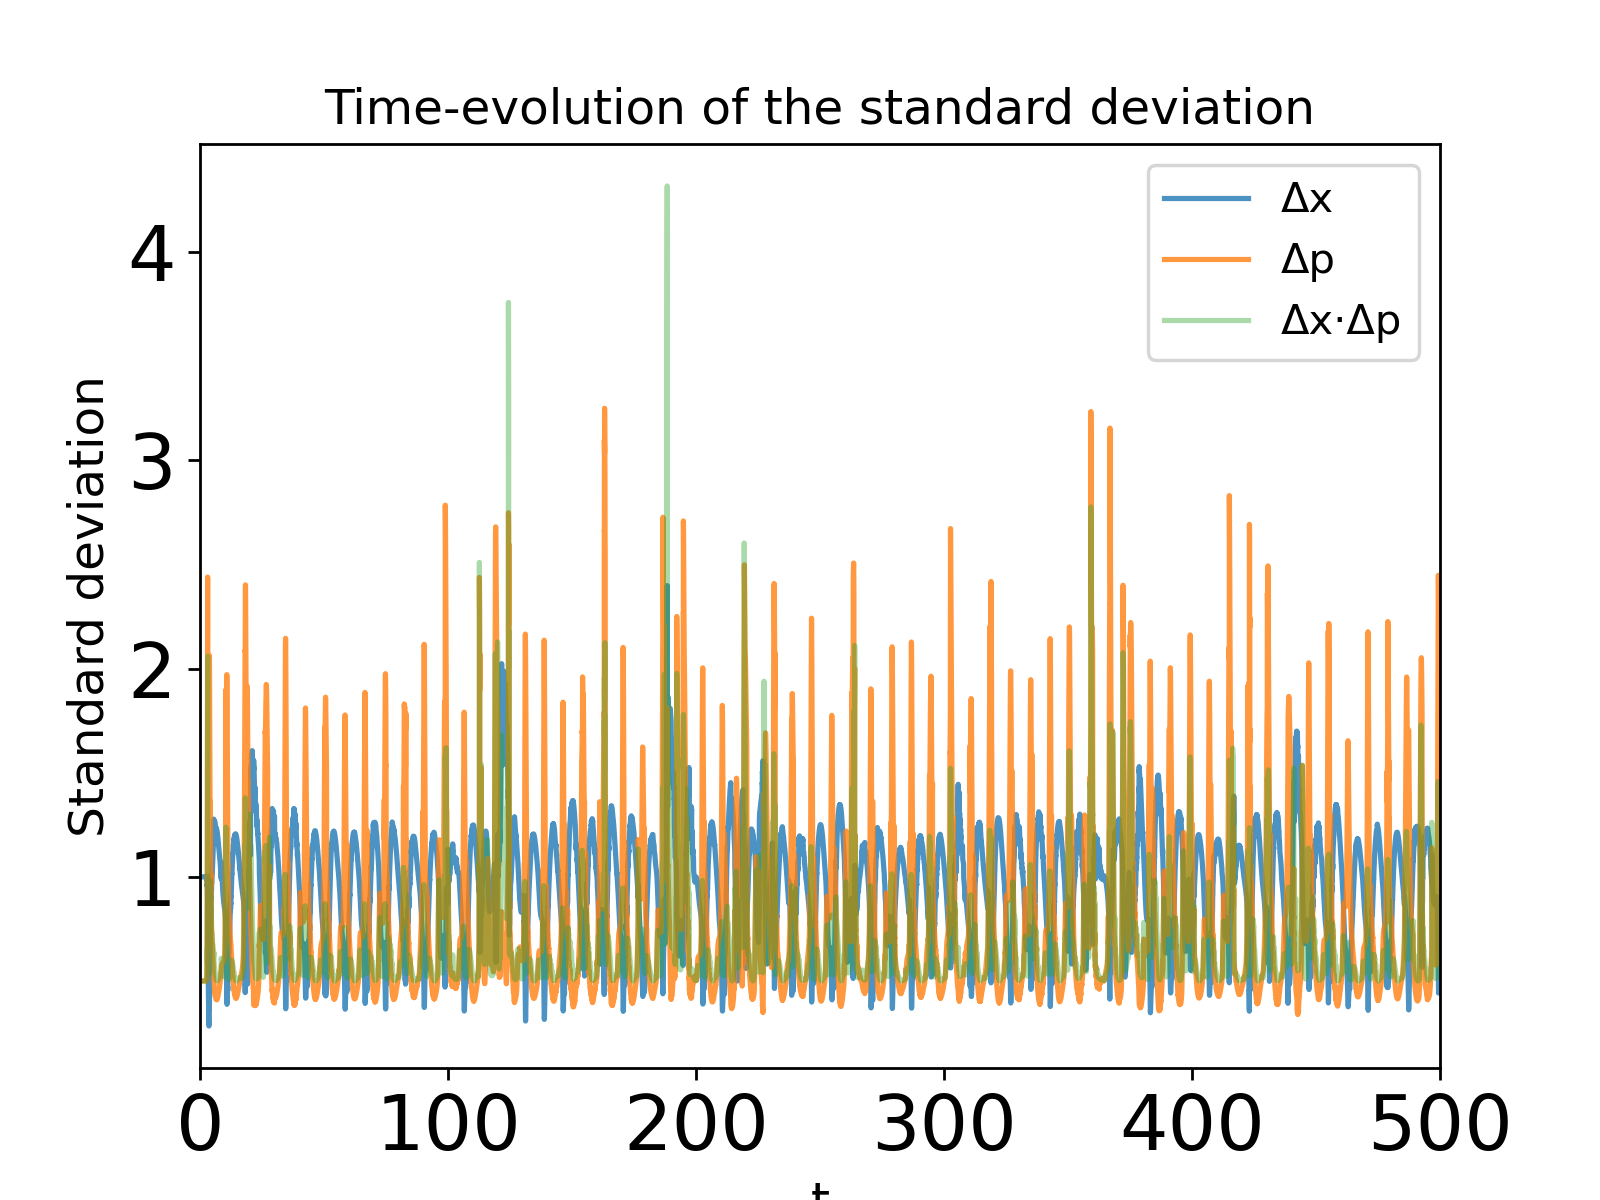 Time-evolution of the standard deviation
Δx
Δp
Δx·Δp
Standard deviation
4
3
2
1
0 100 200 300 400 500
t